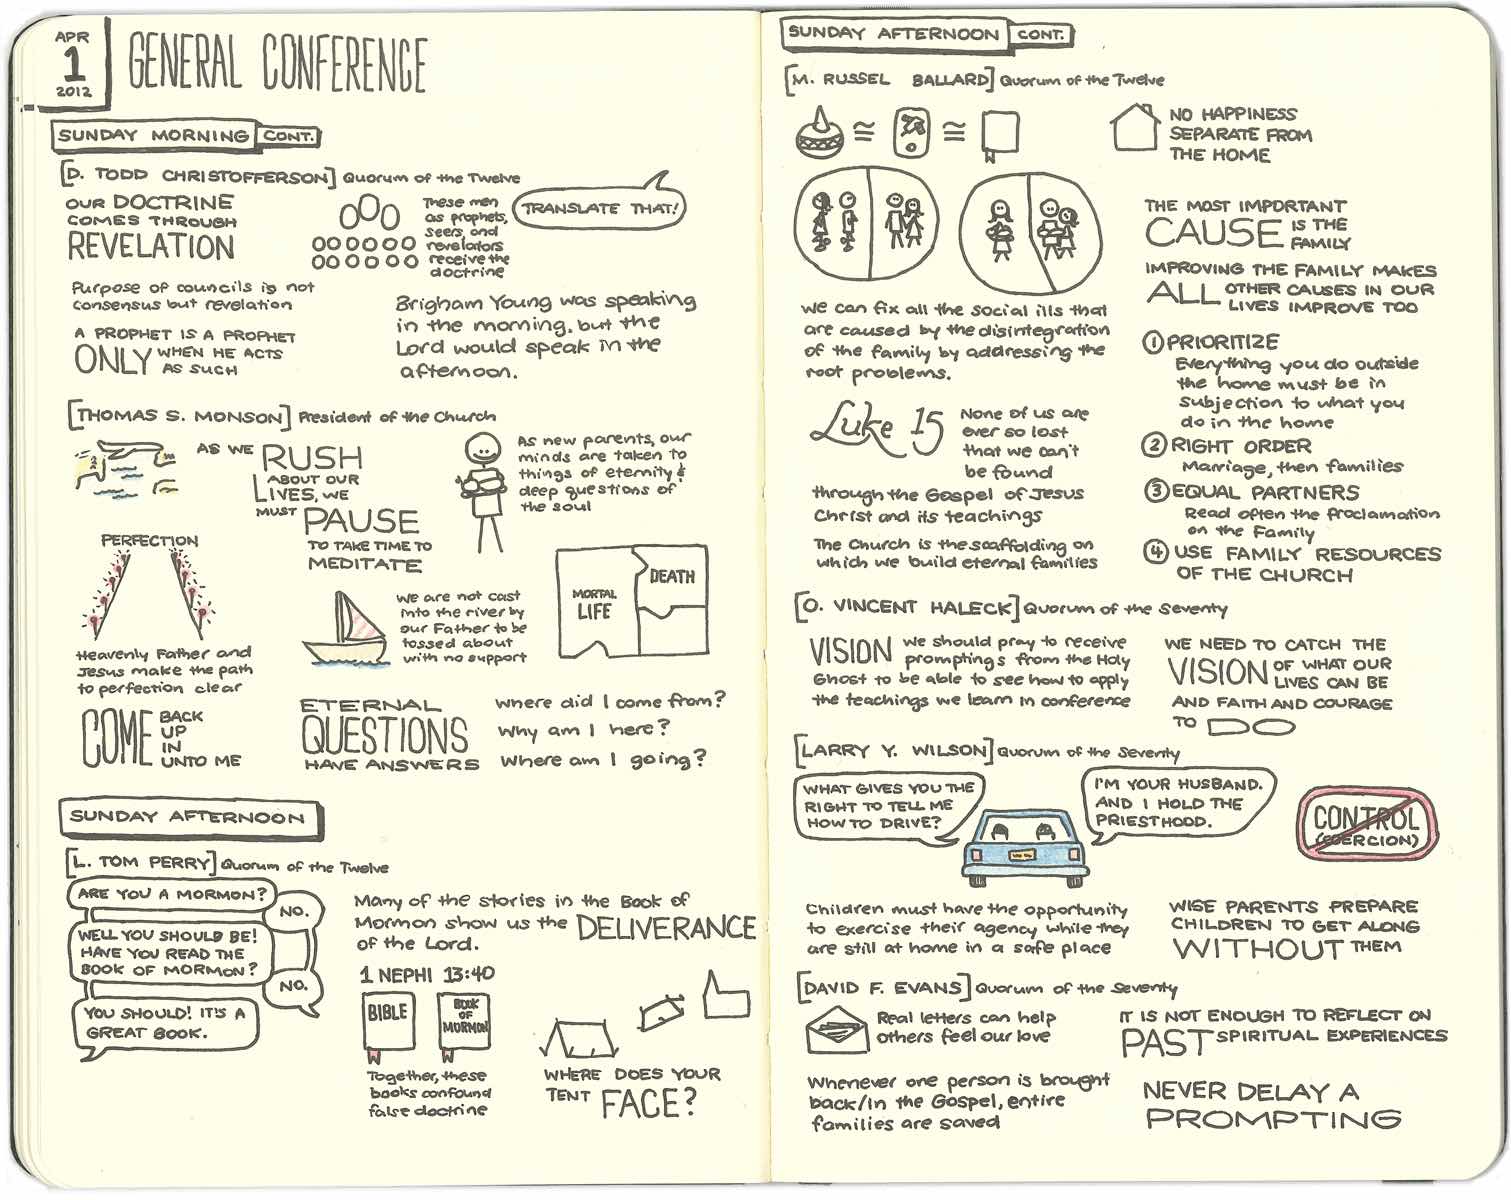 APR
1
2012
GENERAL CONFERENCE
SUNDAY MORNING CONT.
[D. TODD CHRISTOFFERSON] Quorum of the Twelve
OUR DOCTRINE
COMES THROUGH
REVELATION
These men
as prophets,
seers, and
revelators
receive the
doctrine
TRANSLATE THAT!
Purpose of councils is not
consensus but revelation
A PROPHET IS A PROPHET
ONLY WHEN HE ACTS
AS SUCH
Brigham Young was speaking
in the morning, but the
Lord would speak in the
afternoon.
[THOMAS S. MONSON] President of the Church
AS WE RUSH
ABOUT OUR
LIVES, WE
MUST PAUSE
TO TAKE TIME TO
MEDITATE
As new parents, our
minds are taken to
things of eternity &
deep questions of
the soul
PERFECTION
Heavenly Father and
Jesus make the path
to perfection clear
We are not cast
into the river by
our Father to be
tossed about
with no support
MORTAL
LIFE
DEATH
COME BACK
UP
IN
UNTO ME
ETERNAL
QUESTIONS
HAVE ANSWERS
Where did I come from?
Why am I here?
Where am I going?
SUNDAY AFTERNOON
[L. TOM PERRY] Quorum of the Twelve
ARE YOU A MORMON?
NO.
WELL YOU SHOULD BE!
HAVE YOU READ THE
BOOK OF MORMON?
NO.
YOU SHOULD! IT'S A
GREAT BOOK.
Many of the stories in the Book of
Mormon show us the DELIVERANCE
of the Lord.
1 NEPHI 13:40
BIBLE
BOOK
OF
MORMON
Together, these
books confound
false doctrine
WHERE DOES YOUR
TENT FACE?
SUNDAY AFTERNOON CONT.
[M. RUSSEL BALLARD] Quorum of the Twelve
≅ ≅
NO HAPPINESS
SEPARATE FROM
THE HOME
THE MOST IMPORTANT
CAUSE IS THE
FAMILY
IMPROVING THE FAMILY MAKES
ALL OTHER CAUSES IN OUR
LIVES IMPROVE TOO
We can fix all the social ills that
are caused by the disintegration
of the family by addressing the
root problems.
Luke 15
None of us are
ever so lost
that we can't
be found
through the Gospel of Jesus
Christ and its teachings
The Church is the scaffolding on
which we build eternal families
1 PRIORITIZE
Everything you do outside
the home must be in
subjection to what you
do in the home
2 RIGHT ORDER
Marriage, then families
3 EQUAL PARTNERS
Read often the Proclamation
on the Family
4 USE FAMILY RESOURCES
OF THE CHURCH
[O. VINCENT HALECK] Quorum of the Seventy
VISION We should pray to receive
promptings from the Holy
Ghost to be able to see how to apply
the teachings we learn in conference
WE NEED TO CATCH THE
VISION OF WHAT OUR
LIVES CAN BE
AND FAITH AND COURAGE
TO DO
[LARRY Y. WILSON] Quorum of the Seventy
WHAT GIVES YOU THE
RIGHT TO TELL ME
HOW TO DRIVE?
I'M YOUR HUSBAND.
AND I HOLD THE
PRIESTHOOD.
CONTROL
(COERCION)
Children must have the opportunity
to exercise their agency while they
are still at home in a safe place
WISE PARENTS PREPARE
CHILDREN TO GET ALONG
WITHOUT THEM
[DAVID F. EVANS] Quorum of the Seventy
Real letters can help
others feel our love
IT IS NOT ENOUGH TO REFLECT ON
PAST SPIRITUAL EXPERIENCES
Whenever one person is brought
back/in the Gospel, entire
families are saved
NEVER DELAY A
PROMPTING